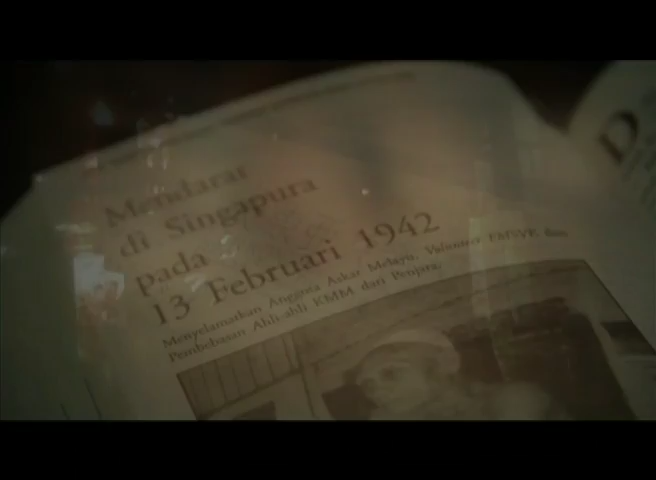 Mendarat
di Singapura
pada
13 Februari 1942
Menyelamatkan Anggota Askar Melayu, Volunteer FMSVF dan
Pembebasan Ahli-ahli KMM dari Penjara.
D